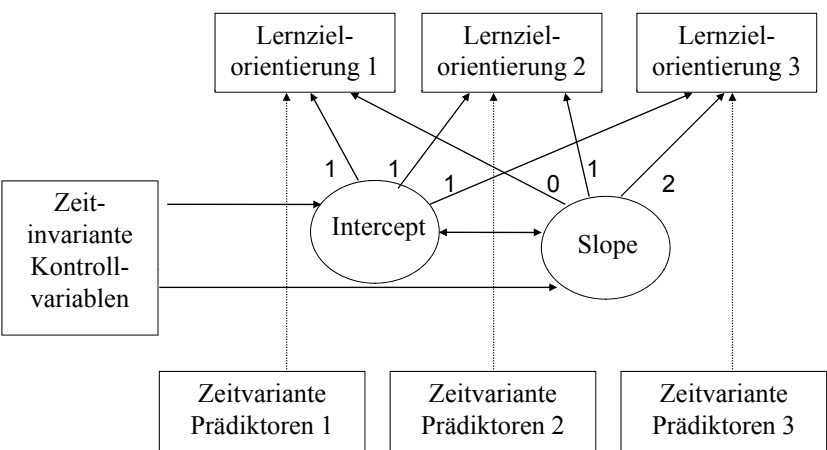 Lernziel-
orientierung 1
Lernziel-
orientierung 2
Lernziel-
orientierung 3
1
1
1
0
1
2
Zeit-
invariante
Kontroll-
variablen
Intercept
Slope
Zeitvariante
Prädiktoren 1
Zeitvariante
Prädiktoren 2
Zeitvariante
Prädiktoren 3